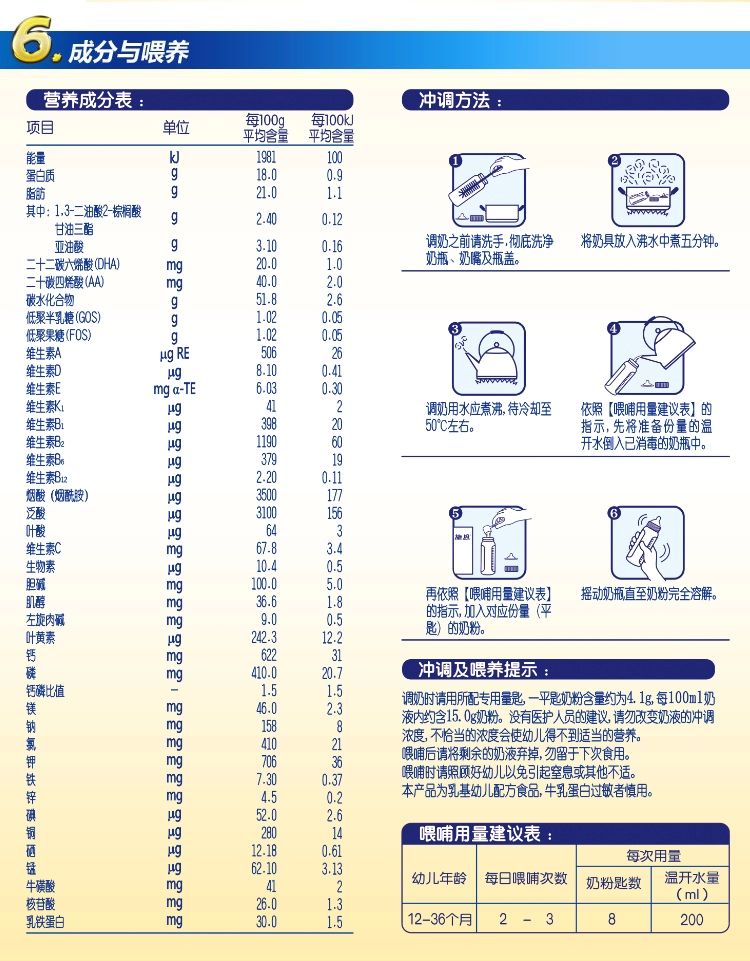 6. 成分与喂养
营养成分表：
项目 单位 每100g平均含量 每100kJ平均含量
能量 kJ 1981 100
蛋白质 g 18.0 0.9
脂肪 g 21.0 1.1
其中：1,3-二油酸2-棕榈酸
甘油三酯 g 2.40 0.12
亚油酸 g 3.10 0.16
二十二碳六烯酸(DHA) mg 20.0 1.0
二十碳四烯酸(AA) mg 40.0 2.0
碳水化合物 g 51.8 2.6
低聚半乳糖(GOS) g 1.02 0.05
低聚果糖(FOS) g 1.02 0.05
维生素A μg RE 506 26
维生素D μg 8.10 0.41
维生素E mg α-TE 6.03 0.30
维生素K₁ μg 41 2
维生素B₁ μg 398 20
维生素B₂ μg 1190 60
维生素B₆ μg 379 19
维生素B₁₂ μg 2.20 0.11
烟酸（烟酰胺） μg 3500 177
泛酸 μg 3100 156
叶酸 μg 64 3
维生素C mg 67.8 3.4
生物素 μg 10.4 0.5
胆碱 mg 100.0 5.0
肌醇 mg 36.6 1.8
左旋肉碱 mg 9.0 0.5
叶黄素 μg 242.3 12.2
钙 mg 622 31
磷 mg 410.0 20.7
钙磷比值 – 1.5 1.5
镁 mg 46.0 2.3
钠 mg 158 8
氯 mg 410 21
钾 mg 706 36
铁 mg 7.30 0.37
锌 mg 4.5 0.2
碘 μg 52.0 2.6
铜 μg 280 14
硒 μg 12.18 0.61
锰 μg 62.10 3.13
牛磺酸 mg 41 2
核苷酸 mg 26.0 1.3
乳铁蛋白 mg 30.0 1.5
冲调方法：
1
调奶之前请洗手,彻底洗净
奶瓶、奶嘴及瓶盖。
2
将奶具放入沸水中煮五分钟。
3
调奶用水应煮沸,待冷却至
50℃左右。
4
依照【喂哺用量建议表】的
指示,先将准备份量的温
开水倒入已消毒的奶瓶中。
5
再依照【喂哺用量建议表】
的指示,加入对应份量（平
匙）的奶粉。
6
摇动奶瓶直至奶粉完全溶解。
冲调及喂养提示：
调奶时请用所配专用量匙,一平匙奶粉含量约为4.1g,每100ml奶
液内约含15.0g奶粉。没有医护人员的建议,请勿改变奶液的冲调
浓度,不恰当的浓度会使幼儿得不到适当的营养。
喂哺后请将剩余的奶液弃掉,勿留于下次食用。
喂哺时请照顾好幼儿以免引起窒息或其他不适。
本产品为乳基幼儿配方食品,牛乳蛋白过敏者慎用。
喂哺用量建议表：
幼儿年龄 每日喂哺次数 每次用量
奶粉匙数 温开水量（ml）
12-36个月 2 – 3 8 200